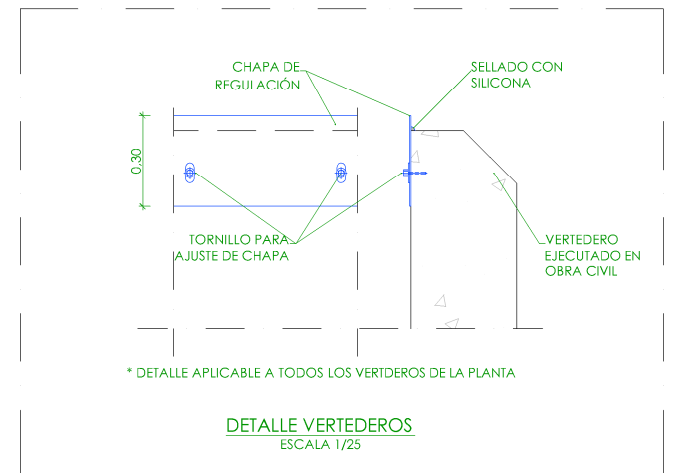 CHAPA DE
REGULACIÓN
SELLADO CON
SILICONA
0,30
TORNILLO PARA
AJUSTE DE CHAPA
VERTEDERO
EJECUTADO EN
OBRA CIVIL
* DETALLE APLICABLE A TODOS LOS VERTDEROS DE LA PLANTA
DETALLE VERTEDEROS
ESCALA 1/25